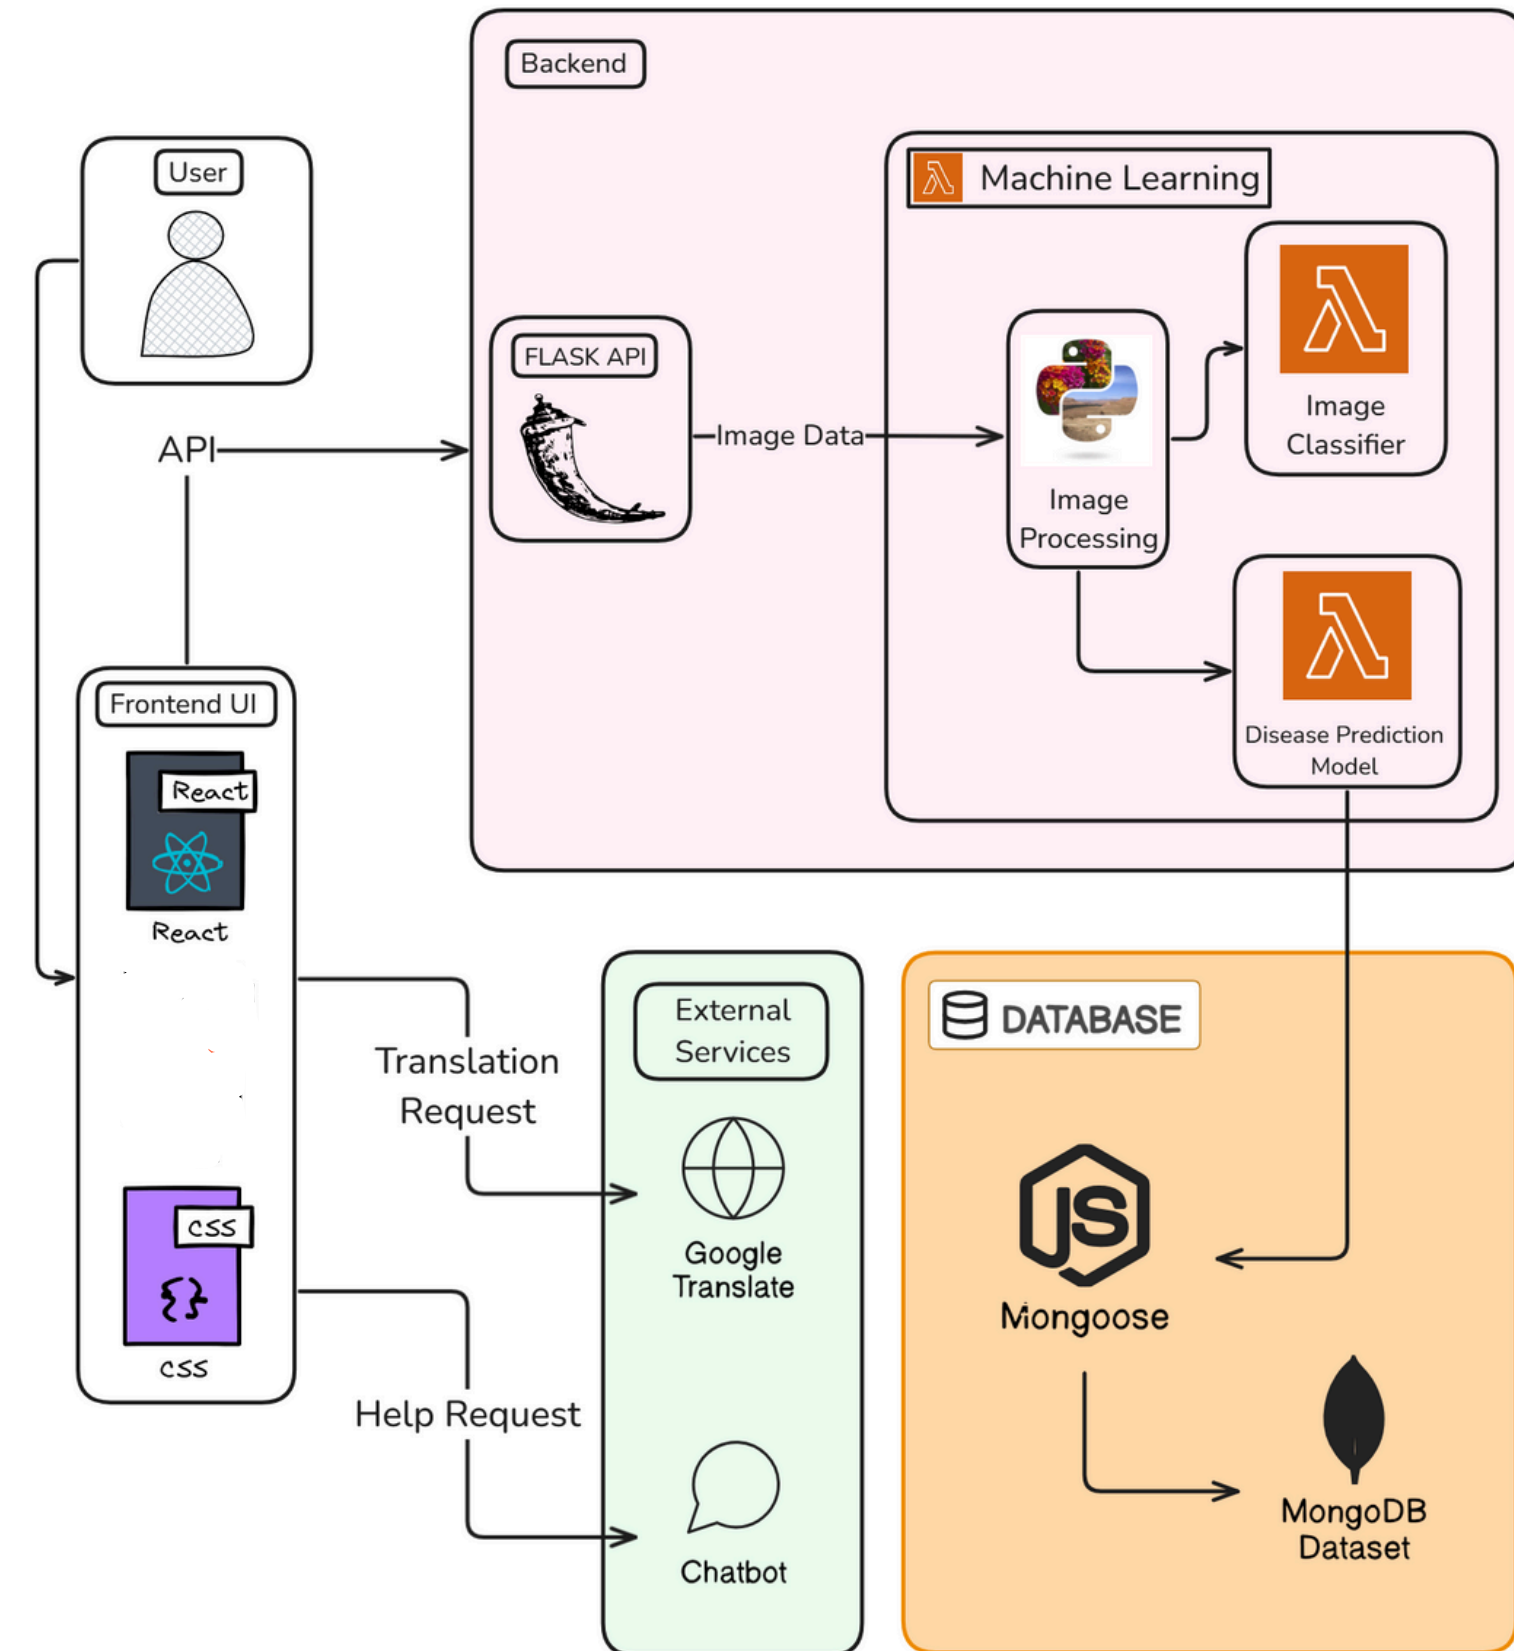 Backend
User
Machine Learning
FLASK API
Image
Classifier
API
Image Data
Image
Processing
Frontend UI
Disease Prediction
Model
React
React
External
Services
DATABASE
Translation
Request
JS
css
Google
Translate
Mongoose
{}
css
Help Request
MongoDB
Dataset
Chatbot